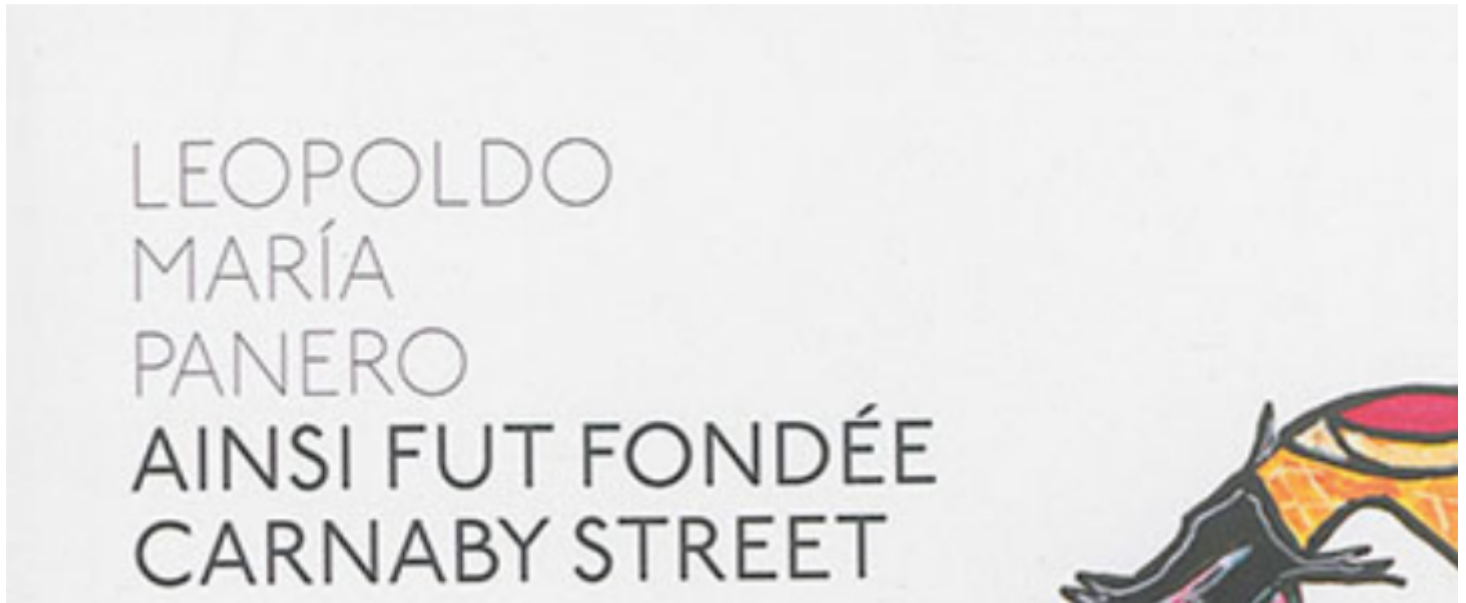 LEOPOLDO
MARÍA
PANERO
AINSI FUT FONDÉE
CARNABY STREET